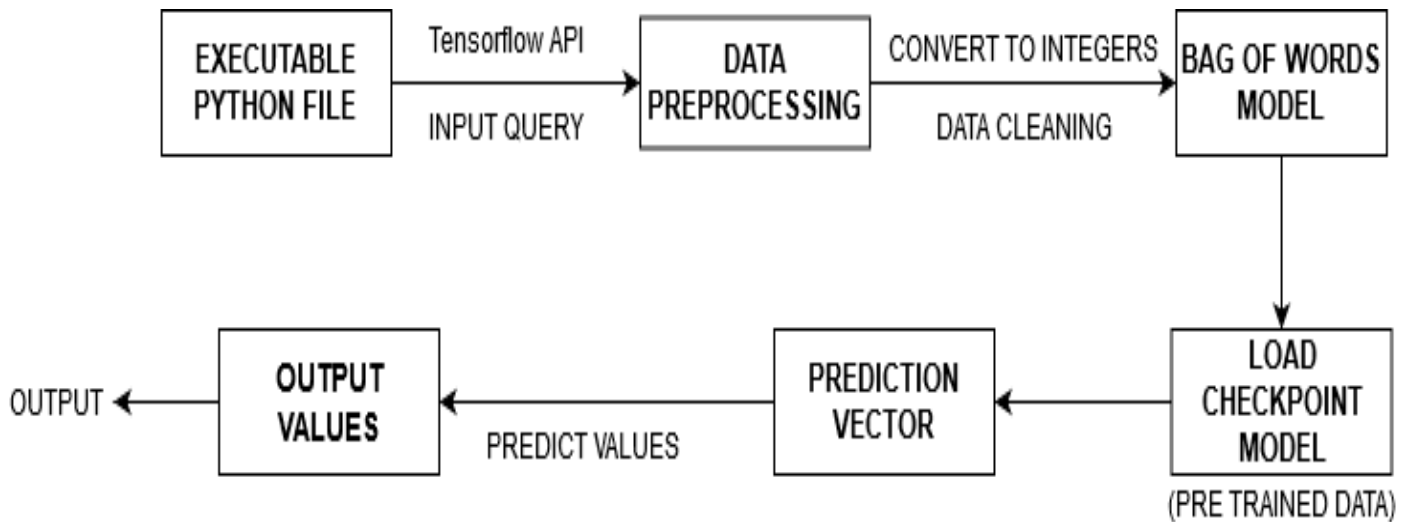 EXECUTABLE
PYTHON FILE
Tensorflow API
INPUT QUERY
DATA
PREPROCESSING
CONVERT TO INTEGERS
DATA CLEANING
BAG OF WORDS
MODEL
LOAD
CHECKPOINT
MODEL
(PRE TRAINED DATA)
PREDICTION
VECTOR
PREDICT VALUES
OUTPUT
VALUES
OUTPUT